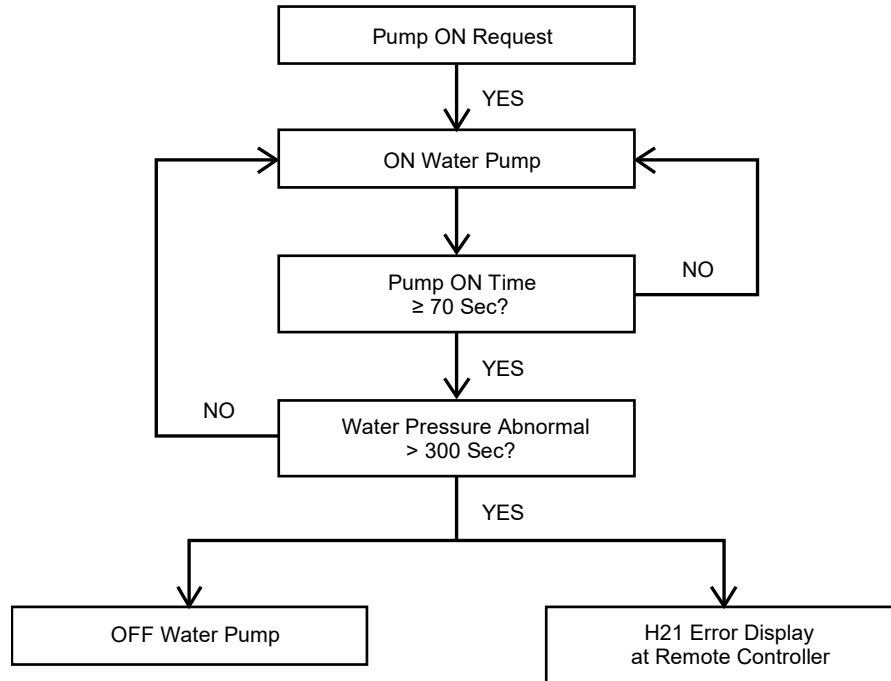 Pump ON Request
YES
ON Water Pump
Pump ON Time
≥ 70 Sec?
NO
YES
Water Pressure Abnormal
> 300 Sec?
NO
YES
OFF Water Pump
H21 Error Display
at Remote Controller